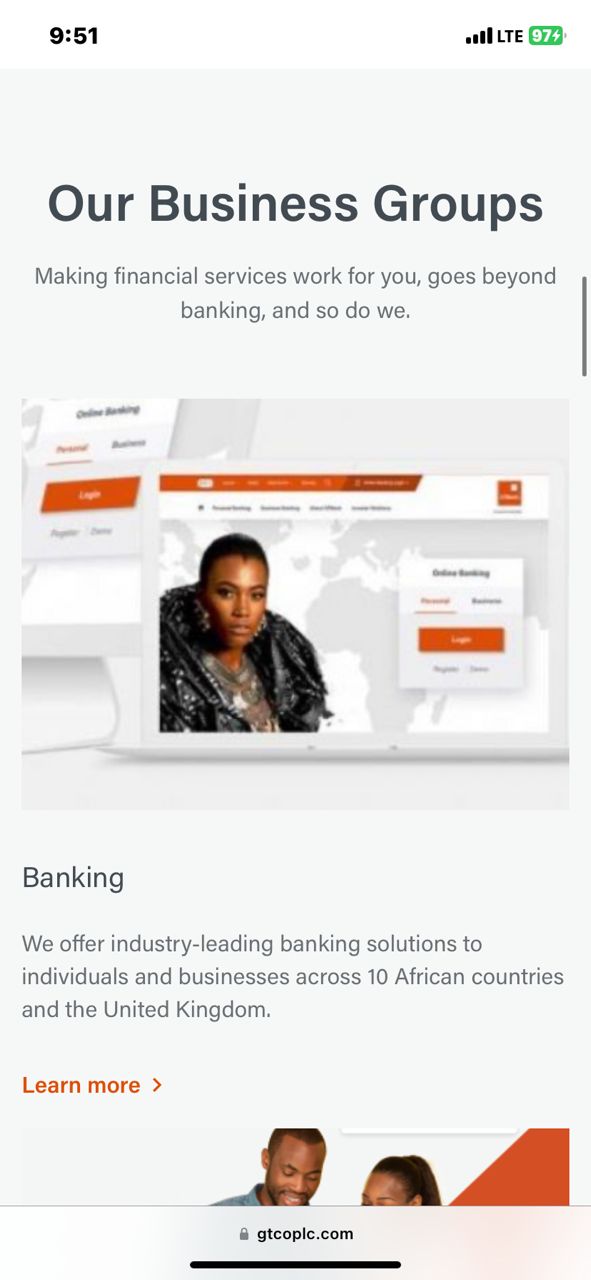 9:51
LTE 97
Our Business Groups
Making financial services work for you, goes beyond
banking, and so do we.
Online Banking
Personal Business
Login
Register Demo
Online Banking
Personal Business
Login
Register Demo
Banking
We offer industry-leading banking solutions to
individuals and businesses across 10 African countries
and the United Kingdom.
Learn more
gtcoplc.com